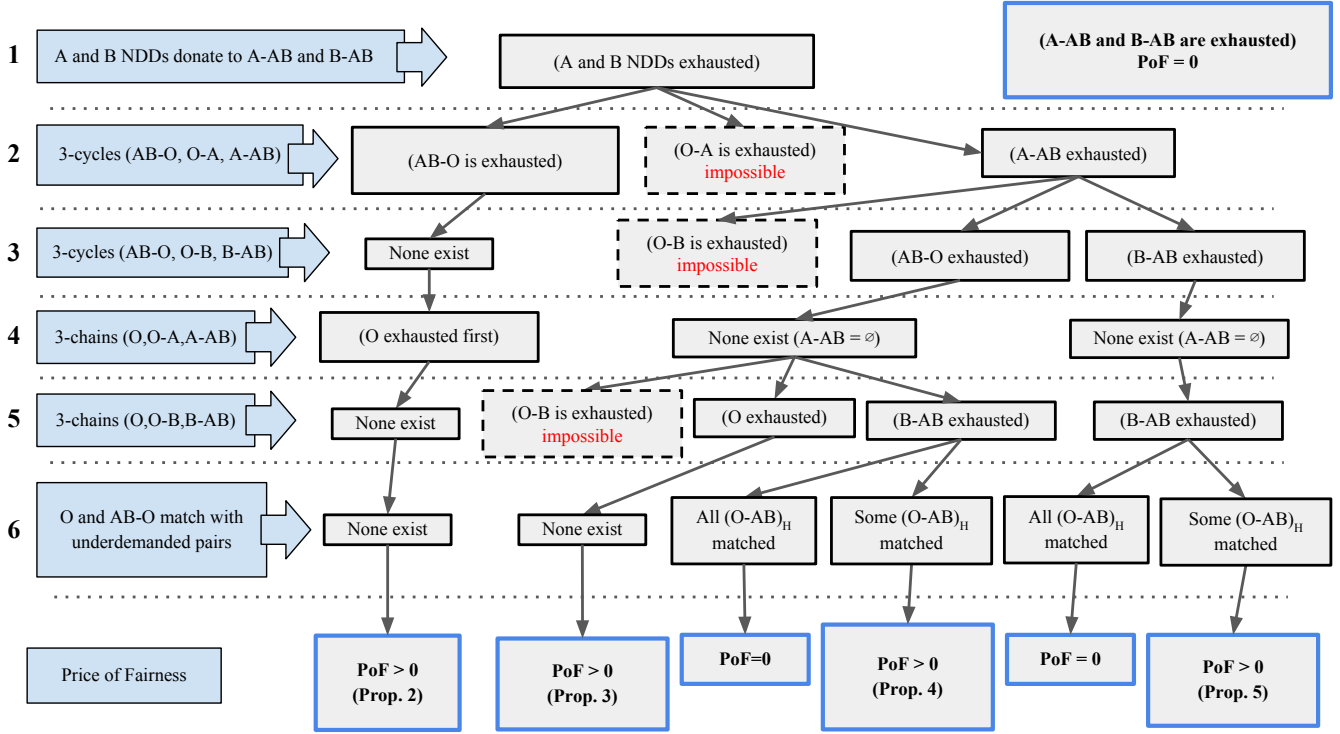 1
A and B NDDs donate to A-AB and B-AB
(A and B NDDs exhausted)
(A-AB and B-AB are exhausted)
PoF = 0
2
3-cycles (AB-O, O-A, A-AB)
(AB-O is exhausted)
(O-A is exhausted)
impossible
(A-AB exhausted)
3
3-cycles (AB-O, O-B, B-AB)
None exist
(O-B is exhausted)
impossible
(AB-O exhausted)
(B-AB exhausted)
4
3-chains (O,O-A,A-AB)
(O exhausted first)
None exist (A-AB = ∅)
None exist (A-AB = ∅)
5
3-chains (O,O-B,B-AB)
None exist
(O-B is exhausted)
impossible
(O exhausted)
(B-AB exhausted)
(B-AB exhausted)
6
O and AB-O match with
underdemanded pairs
None exist
None exist
All (O-AB)H
matched
Some (O-AB)H
matched
All (O-AB)H
matched
Some (O-AB)H
matched
Price of Fairness
PoF > 0
(Prop. 2)
PoF > 0
(Prop. 3)
PoF=0
PoF > 0
(Prop. 4)
PoF = 0
PoF > 0
(Prop. 5)